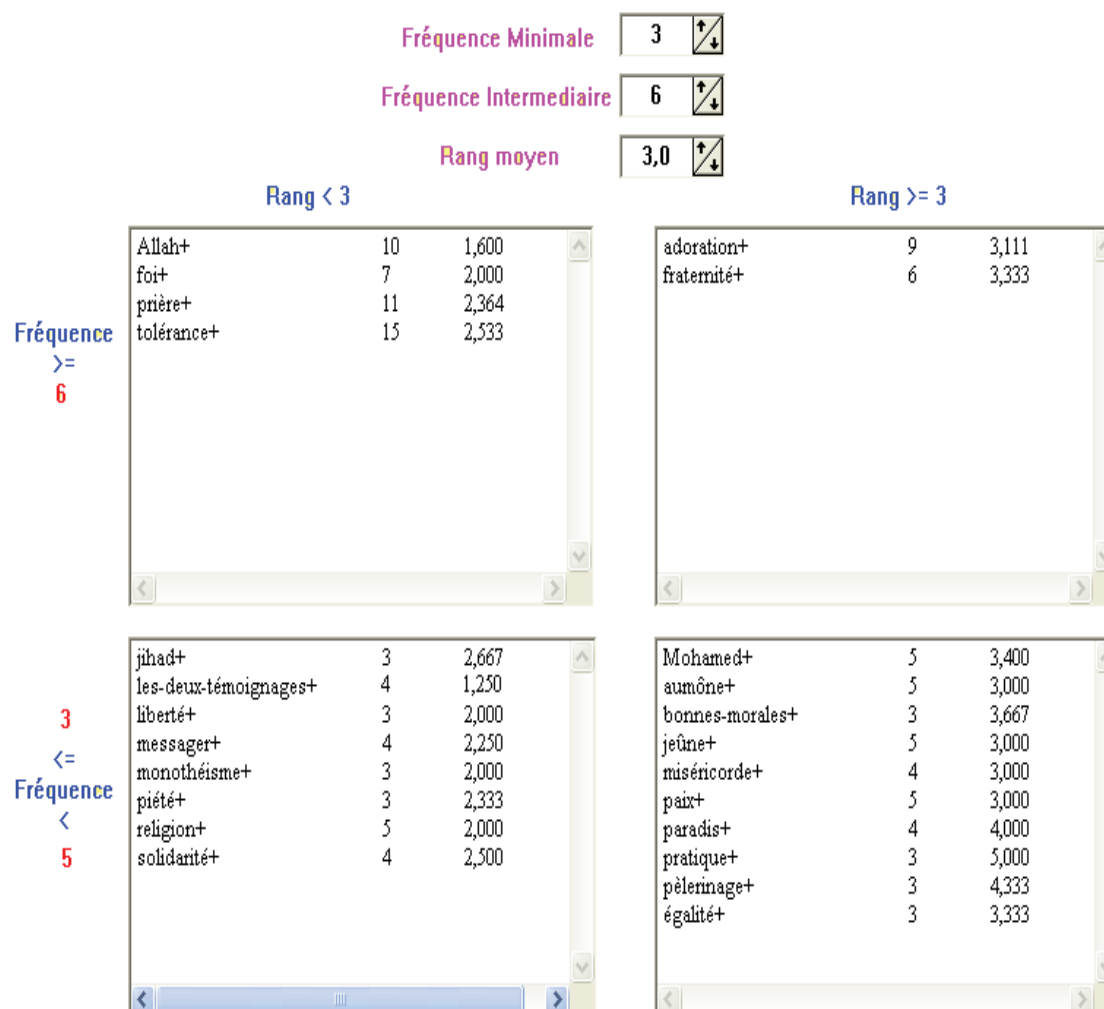 Fréquence Minimale 3
Fréquence Intermediaire 6
Rang moyen 3,0
Rang < 3
Rang >= 3
Fréquence
>=
6
Allah+ 10 1,600
foi+ 7 2,000
prière+ 11 2,364
tolérance+ 15 2,533
adoration+ 9 3,111
fraternité+ 6 3,333
3
<=
Fréquence
<
5
jihad+ 3 2,667
les-deux-témoignages+ 4 1,250
liberté+ 3 2,000
messager+ 4 2,250
monothéisme+ 3 2,000
piété+ 3 2,333
religion+ 5 2,000
solidarité+ 4 2,500
Mohamed+ 5 3,400
aumône+ 5 3,000
bonnes-morales+ 3 3,667
jeûne+ 5 3,000
miséricorde+ 4 3,000
paix+ 5 3,000
paradis+ 4 4,000
pratique+ 3 5,000
pèlerinage+ 3 4,333
égalité+ 3 3,333